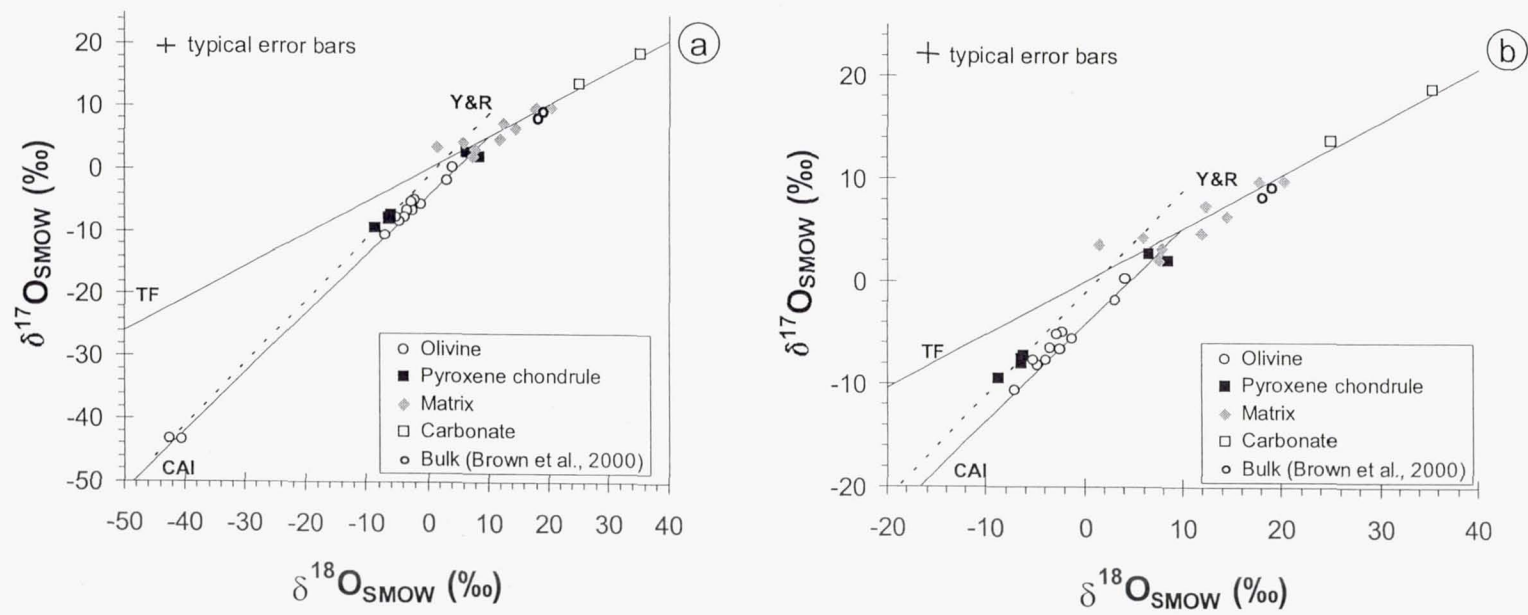 a
typical error bars
Y&R
TF
CAI
20
10
0
-10
-20
-30
-40
-50
-50 -40 -30 -20 -10 0 10 20 30 40
δ17OSMOW (‰)
δ18OSMOW (‰)
Olivine
Pyroxene chondrule
Matrix
Carbonate
Bulk (Brown et al., 2000)
b
typical error bars
Y&R
TF
CAI
20
10
0
-10
-20
-20 -10 0 10 20 30 40
δ17OSMOW (‰)
δ18OSMOW (‰)
Olivine
Pyroxene chondrule
Matrix
Carbonate
Bulk (Brown et al., 2000)